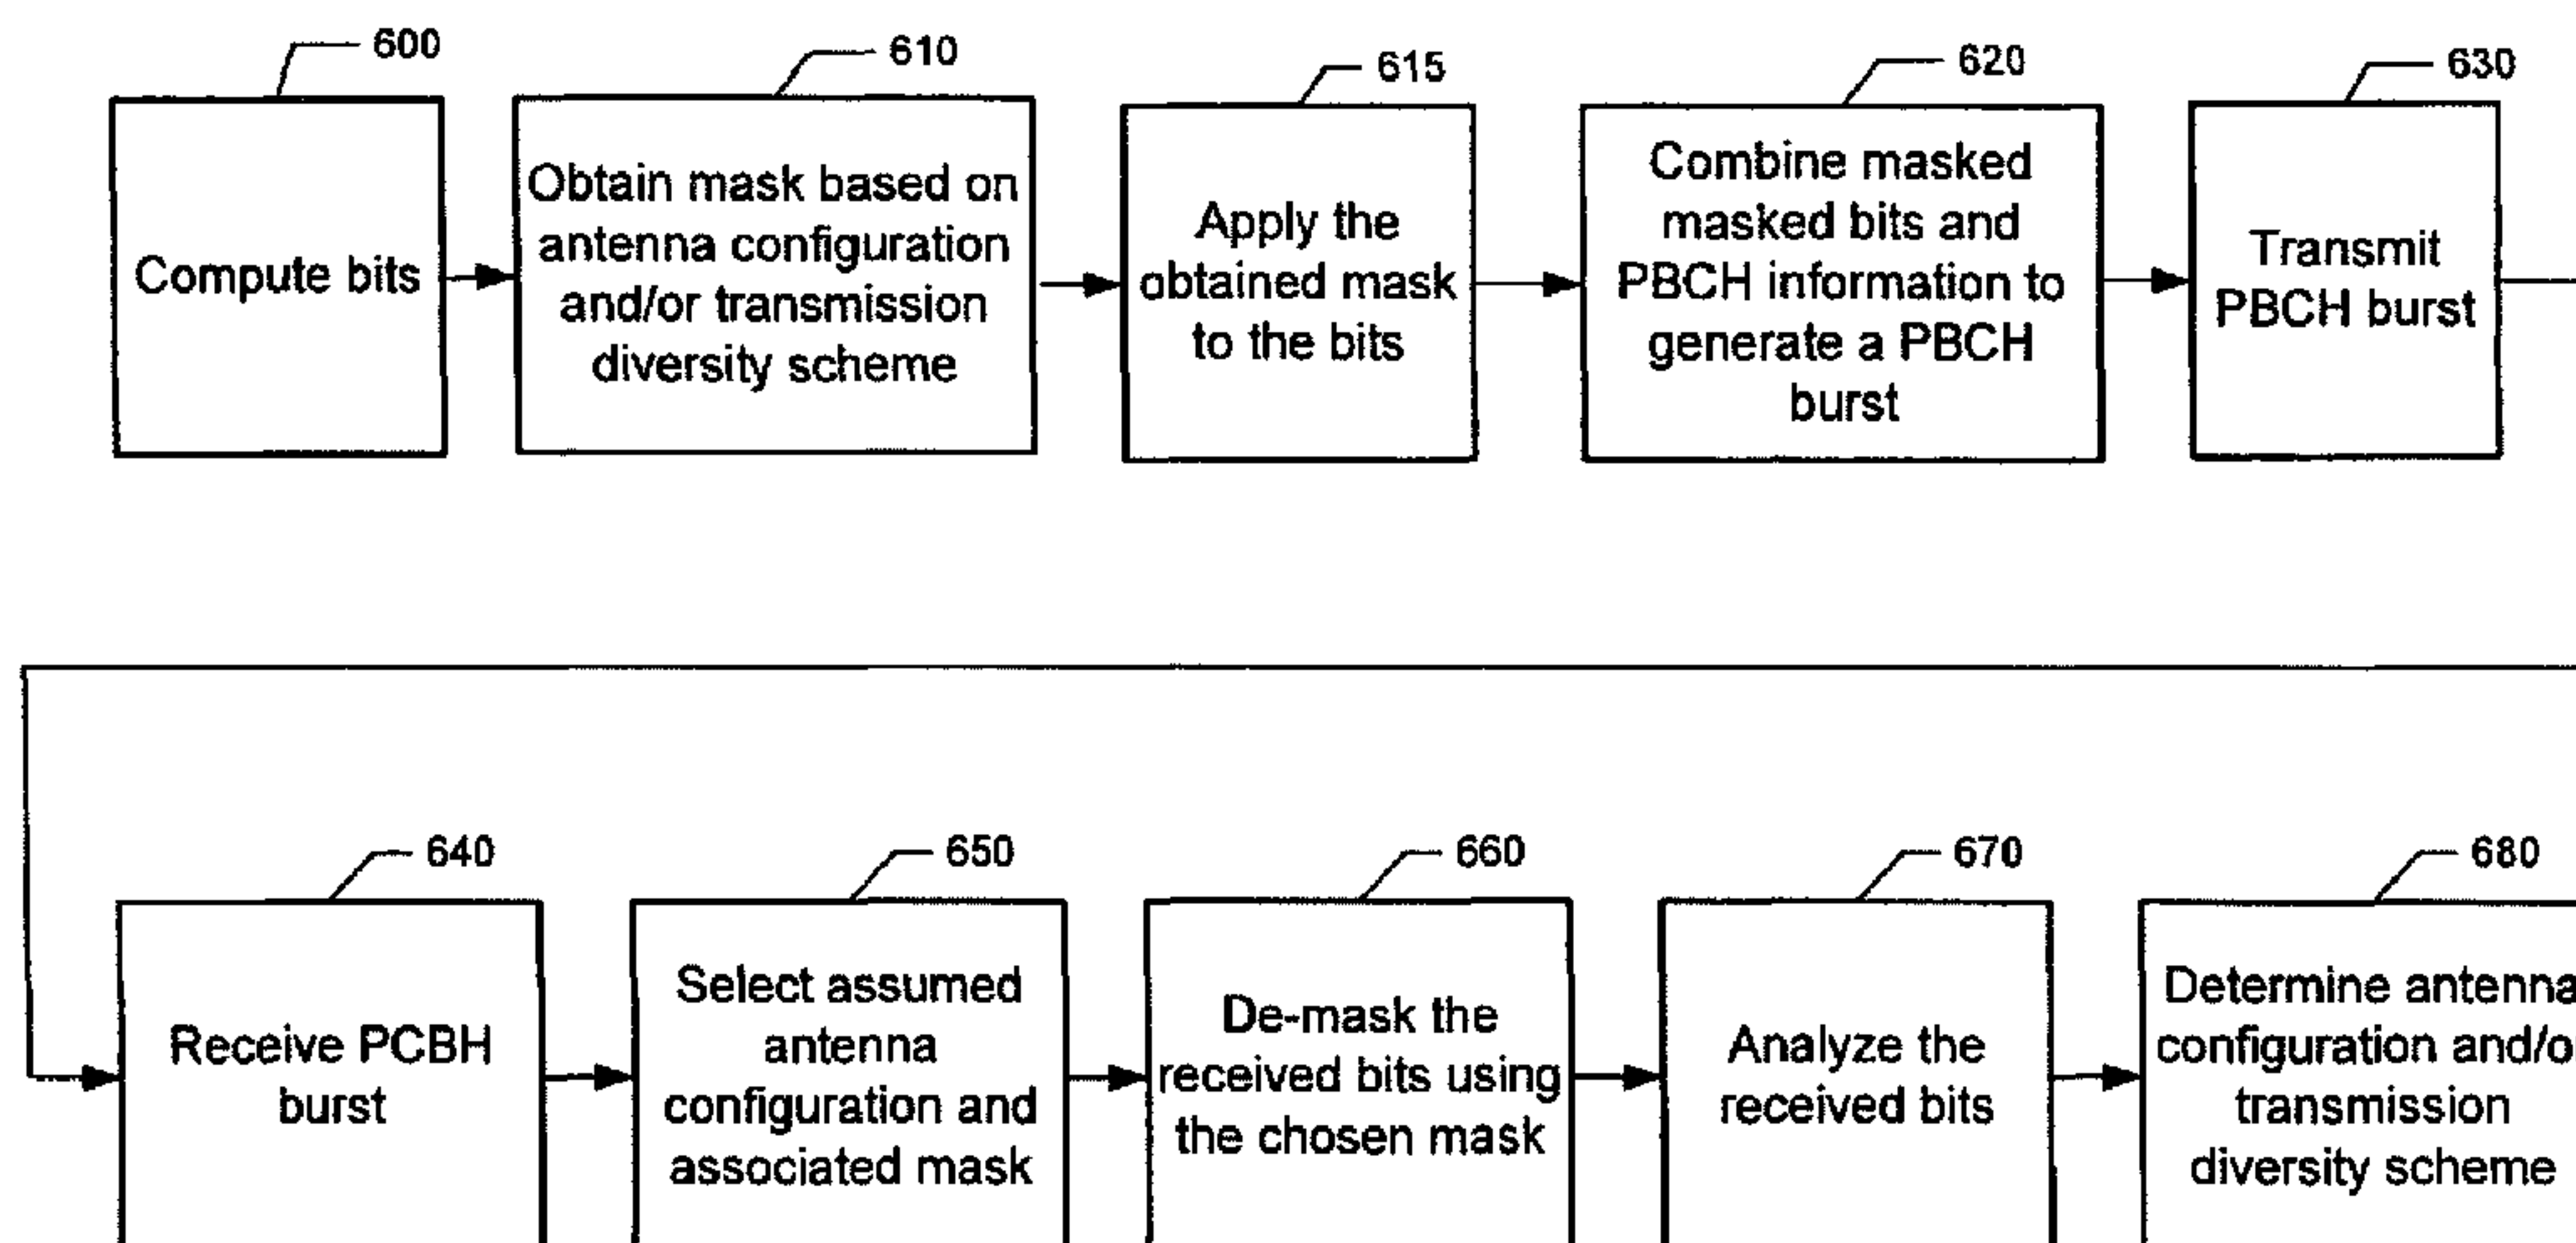 600
610
615
620
630
Compute bits
Obtain mask based on
antenna configuration
and/or transmission
diversity scheme
Apply the
obtained mask
to the bits
Combine masked
masked bits and
PBCH information to
generate a PBCH
burst
Transmit
PBCH burst
640
650
660
670
680
Receive PCBH
burst
Select assumed
antenna
configuration and
associated mask
De-mask the
received bits using
the chosen mask
Analyze the
received bits
Determine antenna
configuration and/o
transmission
diversity scheme